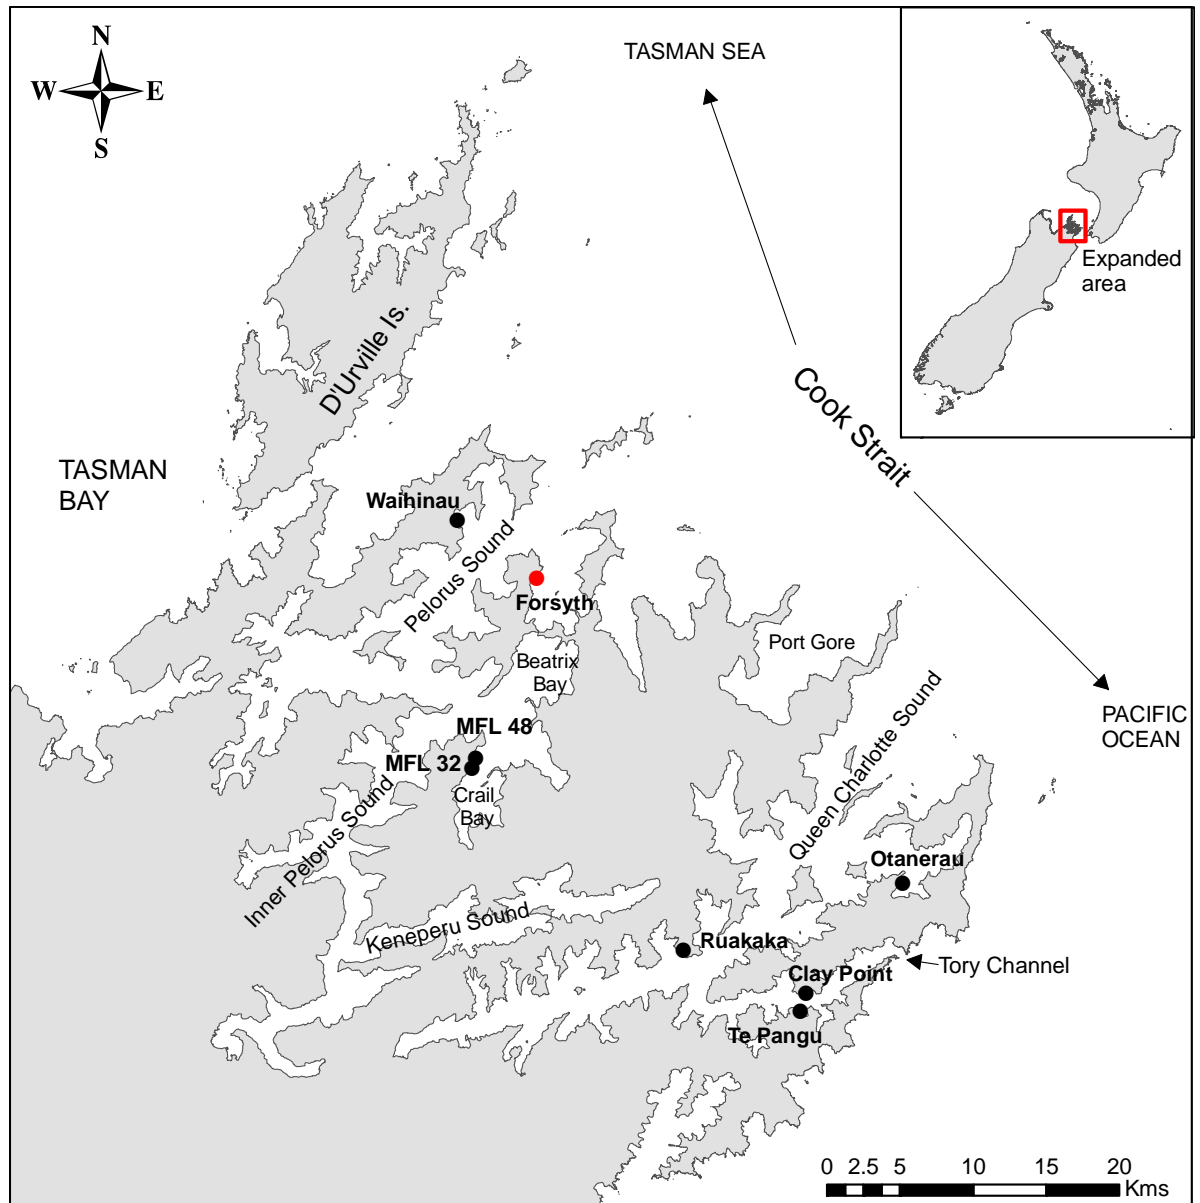 N
W
E
S
TASMAN SEA
Expanded
area
D'Urville Is.
Cook Strait
TASMAN
BAY
Waihinau
Pelorus Sound
Forsyth
Port Gore
Beatrix
Bay
PACIFIC
OCEAN
MFL 48
MFL 32
Crail
Bay
Inner Pelorus Sound
Queen Charlotte Sound
Otanerau
Keneperu Sound
Ruakaka
Tory Channel
Clay Point
Te Pangu
0 2.5 5 10 15 20
Kms